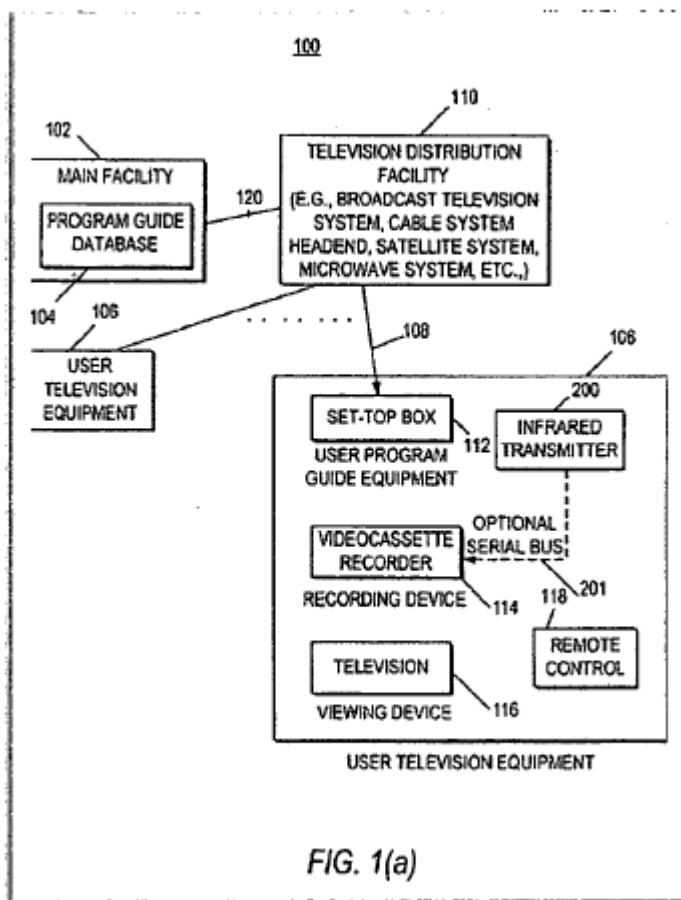 100
110
102
TELEVISION DISTRIBUTION
FACILITY
(E.G., BROADCAST TELEVISION
SYSTEM, CABLE SYSTEM
HEADEND, SATELLITE SYSTEM,
MICROWAVE SYSTEM, ETC.,)
MAIN FACILITY
PROGRAM GUIDE
DATABASE
120
104
106
108
USER
TELEVISION
EQUIPMENT
106
200
SET-TOP BOX
112
INFRARED
TRANSMITTER
USER PROGRAM
GUIDE EQUIPMENT
OPTIONAL
SERIAL BUS
VIDEOCASSETTE
RECORDER
RECORDING DEVICE
114
201
118
REMOTE
CONTROL
TELEVISION
116
VIEWING DEVICE
USER TELEVISION EQUIPMENT
FIG. 1(a)